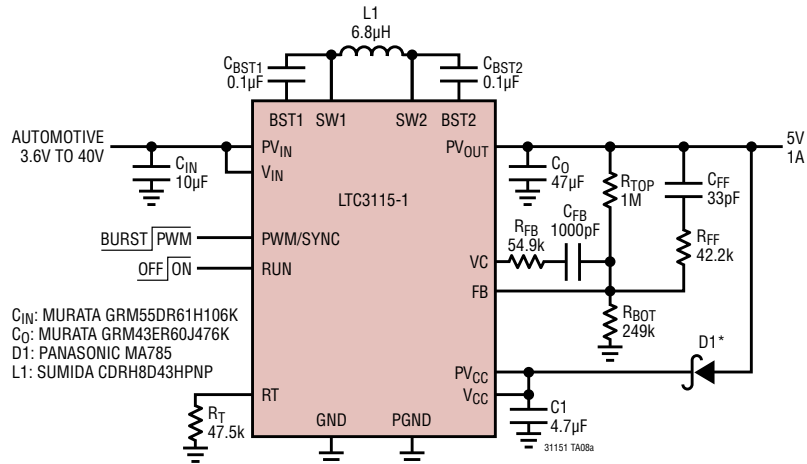 L1
6.8µH
CBST1
0.1µF
CBST2
0.1µF
BST1 SW1 SW2 BST2
AUTOMOTIVE
3.6V TO 40V
CIN
10µF
PVIN
VIN
PVOUT
5V
1A
CO
47µF
RTOP
1M
CFF
33pF
LTC3115-1
BURST PWM
PWM/SYNC
OFF ON
RUN
RFB
54.9k
CFB
1000pF
RFF
42.2k
VC
FB
RBOT
249k
CIN: MURATA GRM55DR61H106K
CO: MURATA GRM43ER60J476K
D1: PANASONIC MA785
L1: SUMIDA CDRH8D43HPNP
D1*
PVCC
VCC
RT
RT
47.5k
GND PGND
C1
4.7µF
31151 TA08a